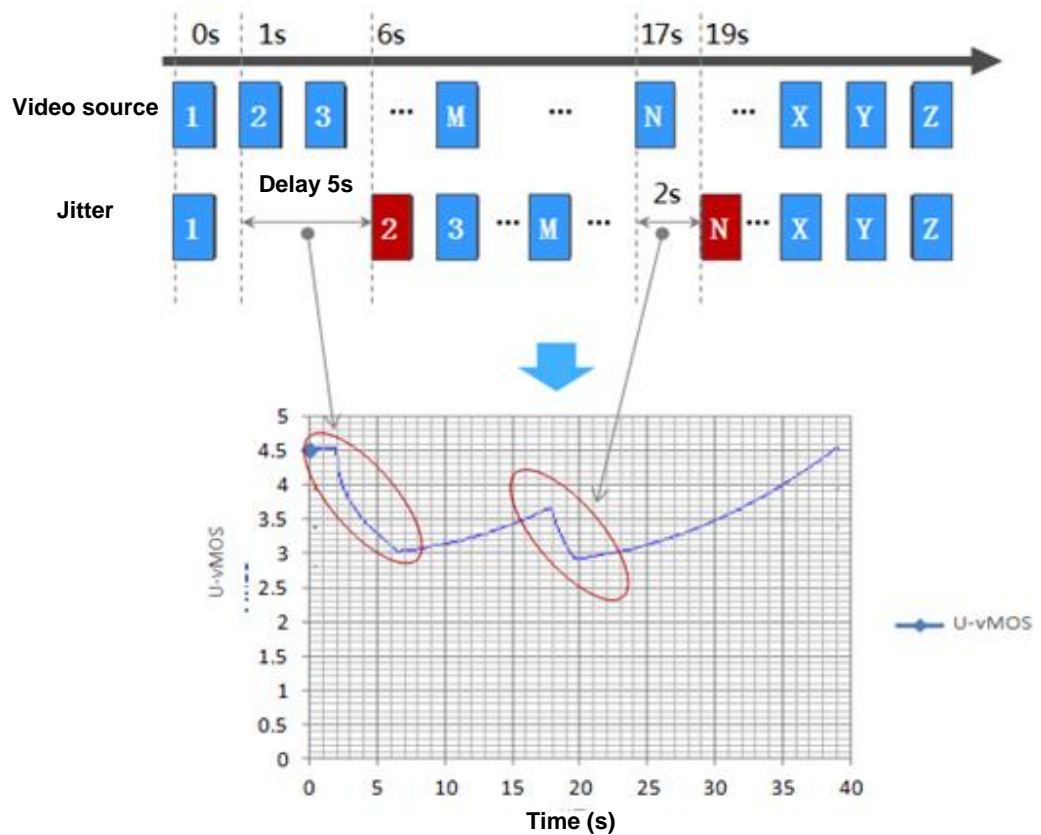 0s 1s 6s 17s 19s
Video source 1 2 3 ... M ... N ... X Y Z
Delay 5s 2s
Jitter 1 2 3 ... M ... N ... X Y Z
5
4.5
4
3.5
3
2.5
2
1.5
1
0.5
0
U-vMOS
U-vMOS
0 5 10 15 20 25 30 35 40
Time (s)